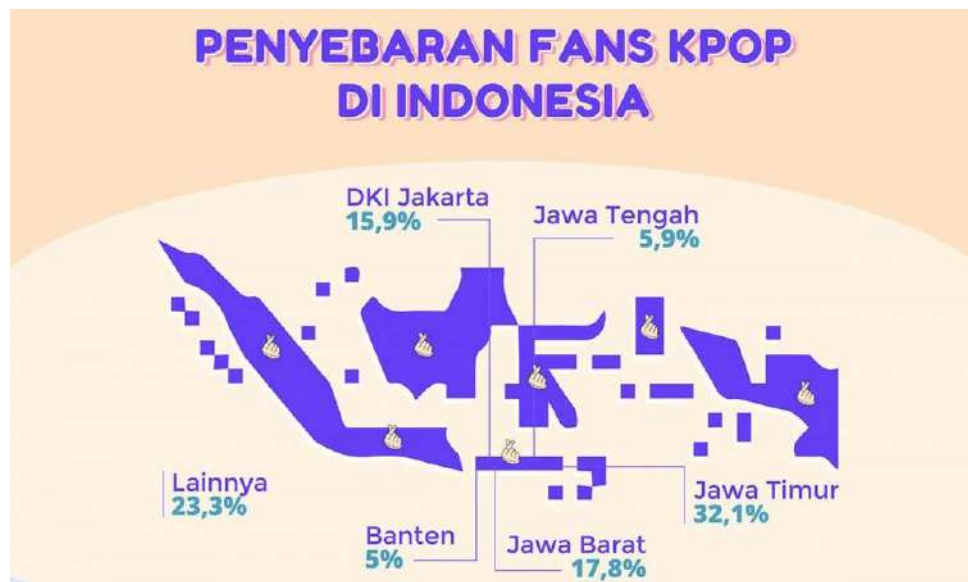 PENYEBARAN FANS KPOP
DI INDONESIA
DKI Jakarta
15,9%
Jawa Tengah
5,9%
Lainnya
23,3%
Jawa Timur
32,1%
Banten
5%
Jawa Barat
17,8%